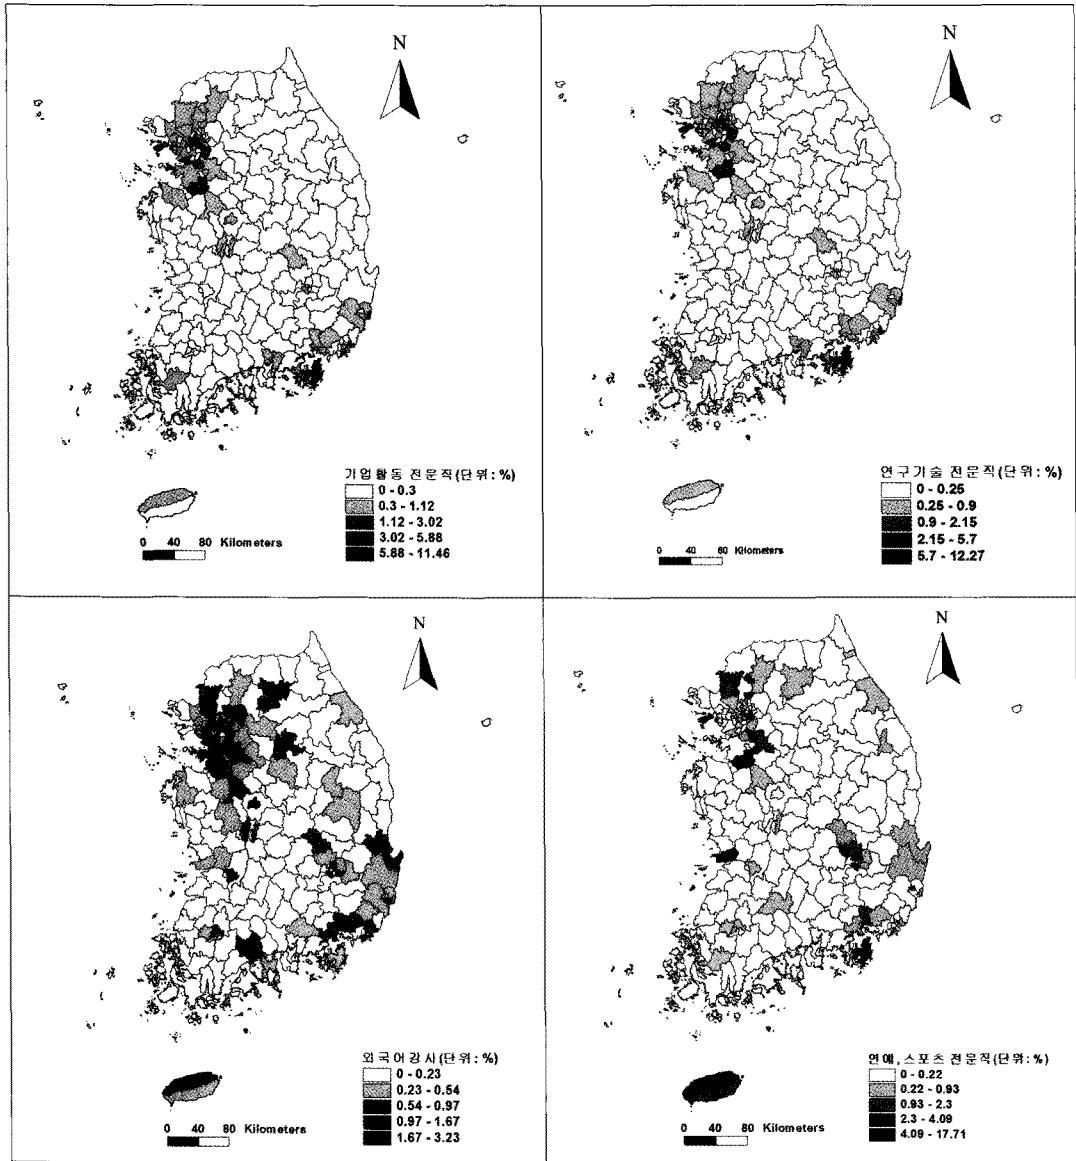 N
기업활동 전문직(단위: %)
0 - 0.3
0.3 - 1.12
1.12 - 3.02
3.02 - 5.88
5.88 - 11.46
0 40 80 Kilometers
N
연구기술 전문직(단위: %)
0 - 0.25
0.25 - 0.9
0.9 - 2.15
2.15 - 5.7
5.7 - 12.27
0 40 80 Kilometers
N
외국어강사(단위: %)
0 - 0.23
0.23 - 0.54
0.54 - 0.97
0.97 - 1.67
1.67 - 3.23
0 40 80 Kilometers
N
연예,스포츠 전문직(단위: %)
0 - 0.22
0.22 - 0.93
0.93 - 2.3
2.3 - 4.09
4.09 - 17.71
0 40 80 Kilometers